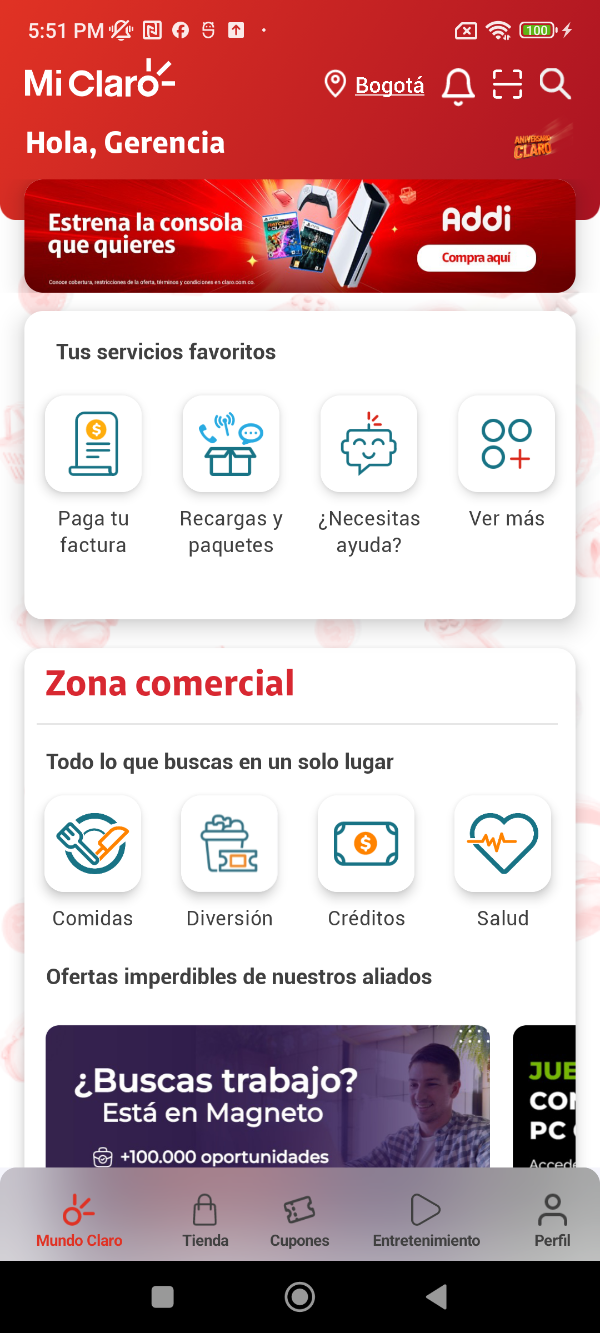 5:51 PM
100
Mi Claro
Bogotá
Hola, Gerencia
ANIVERSARIO
CLARO
Estrena la consola
que quieres
Addi
Compra aquí
Conoce cobertura, restricciones de la oferta, términos y condiciones en claro.com.co.
Tus servicios favoritos
Paga tu
factura
Recargas y
paquetes
¿Necesitas
ayuda?
Ver más
Zona comercial
Todo lo que buscas en un solo lugar
Comidas
Diversión
Créditos
Salud
Ofertas imperdibles de nuestros aliados
¿Buscas trabajo?
Está en Magneto
+100.000 oportunidades
JUE
CON
PC
Accede
Mundo Claro
Tienda
Cupones
Entretenimiento
Perfil